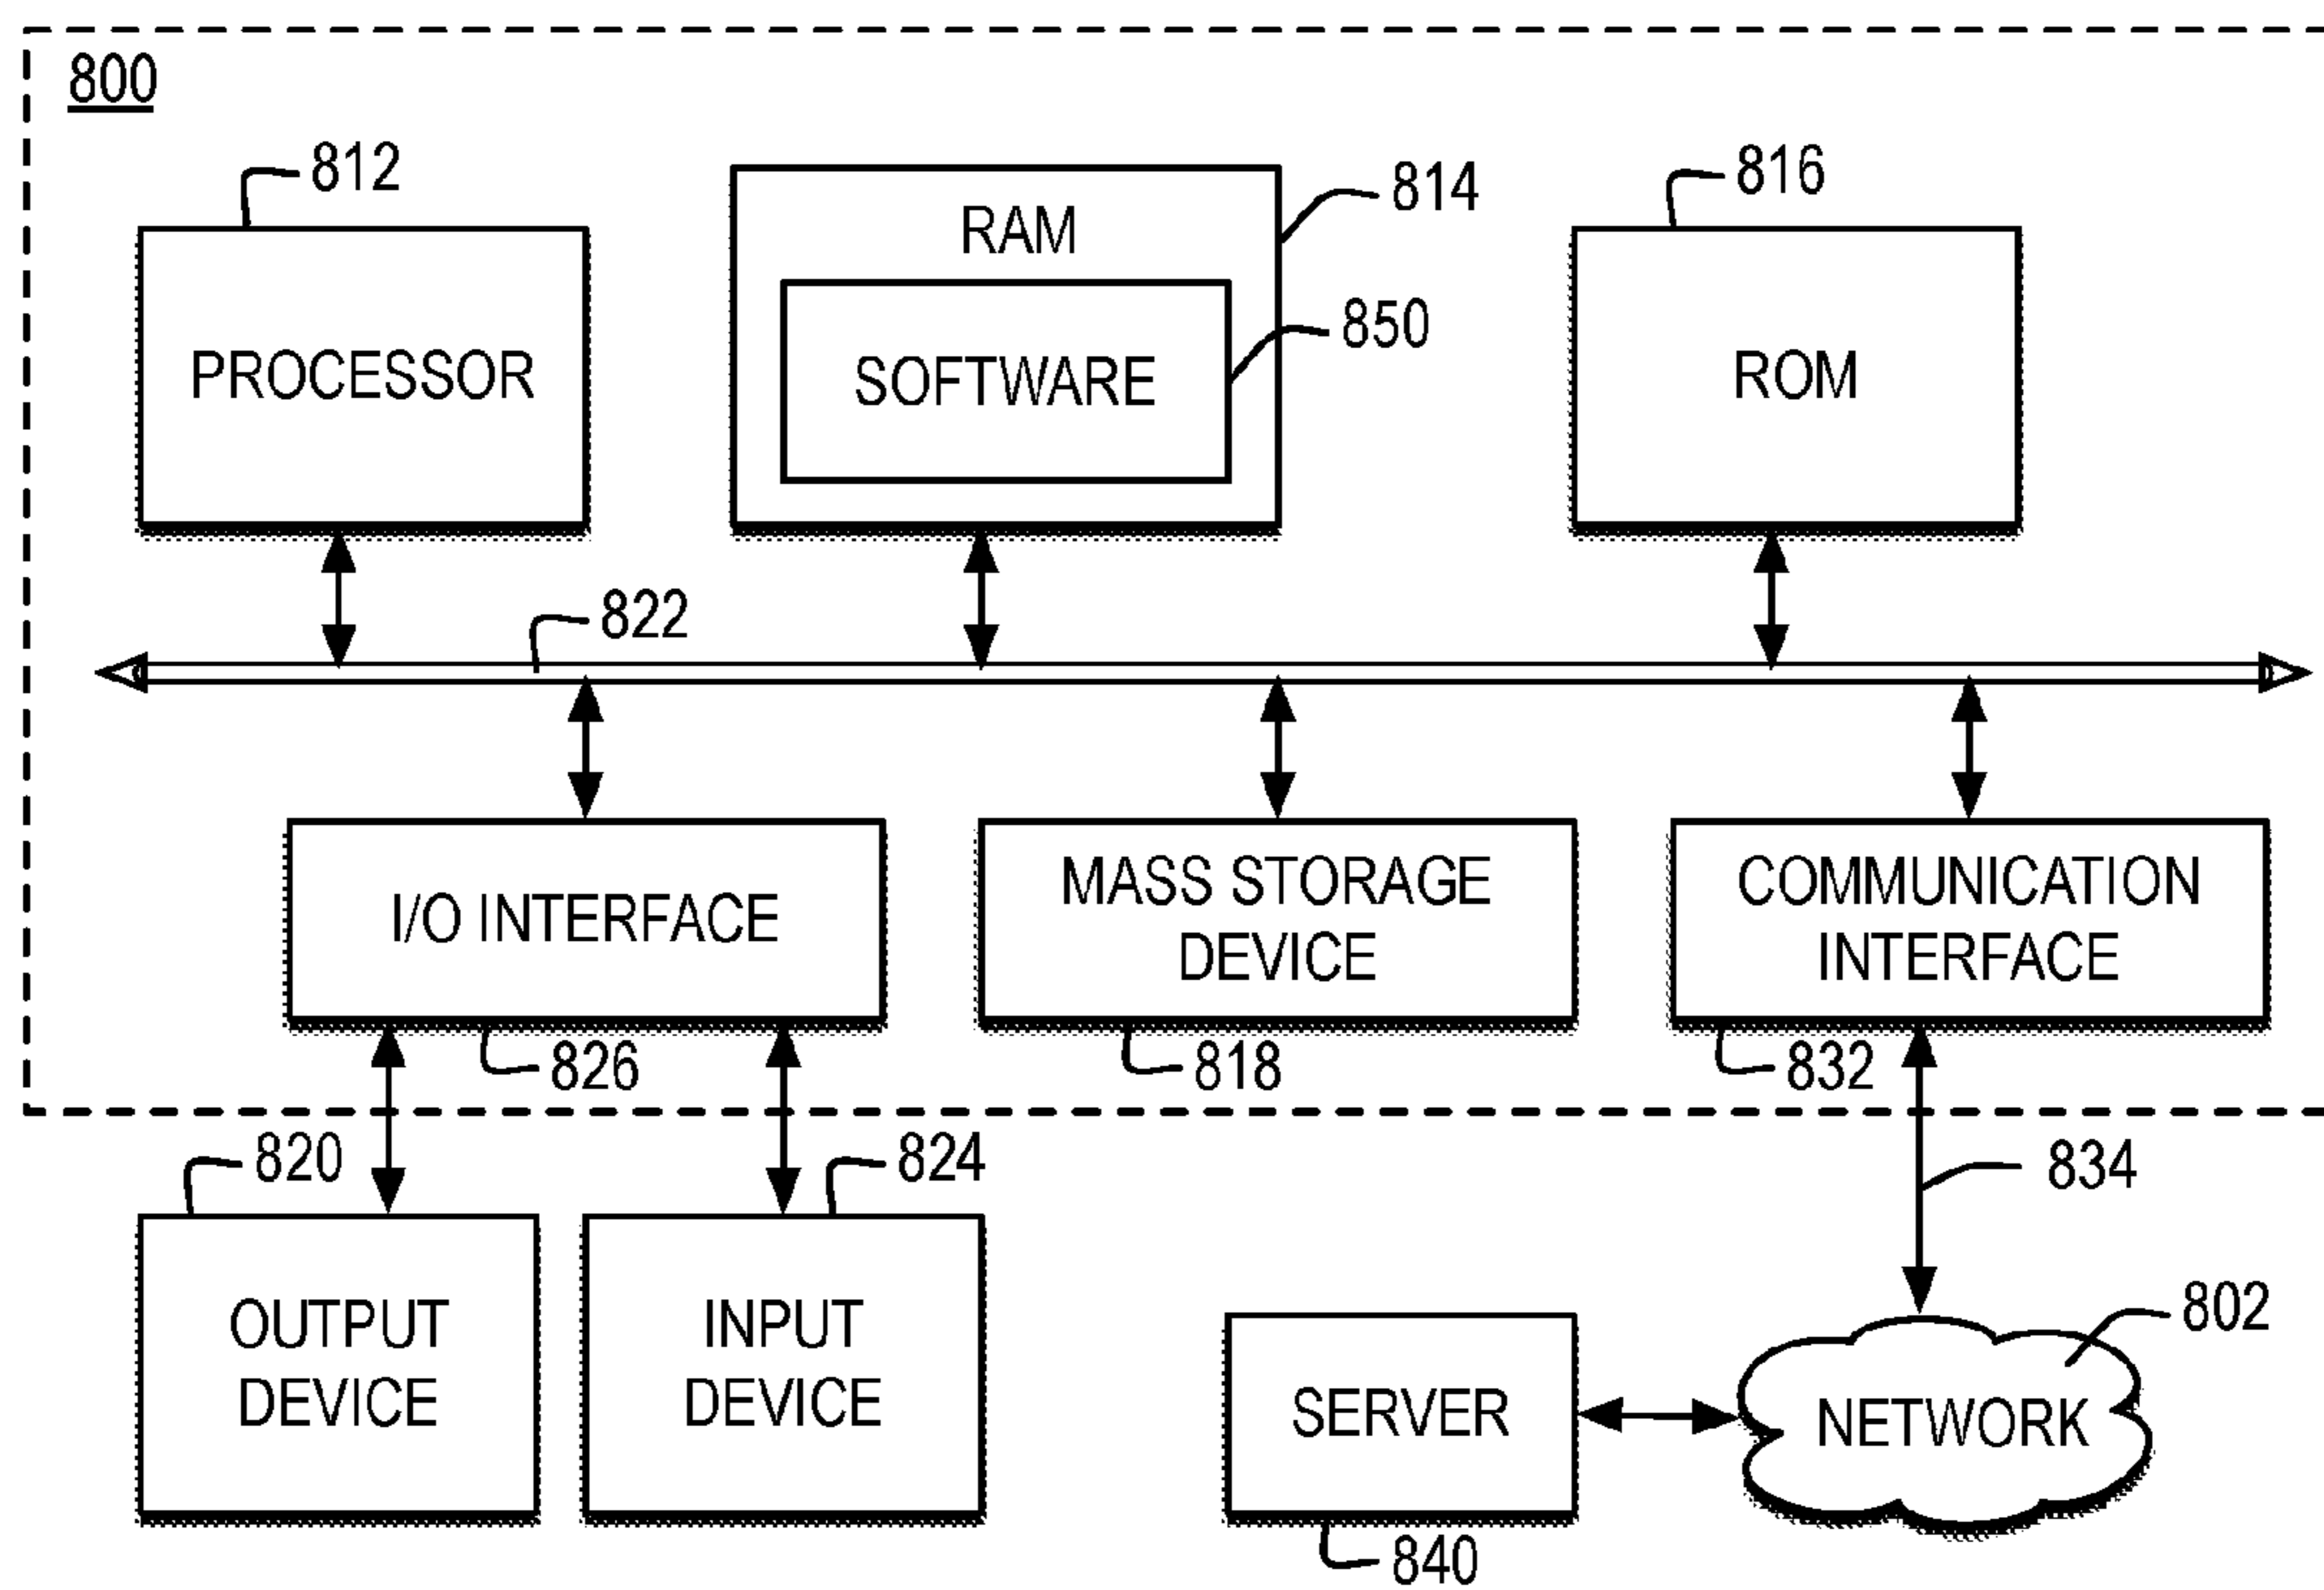 800
812
814
816
RAM
850
PROCESSOR
SOFTWARE
ROM
822
I/O INTERFACE
MASS STORAGE
DEVICE
COMMUNICATION
INTERFACE
826
818
832
820
824
834
OUTPUT
DEVICE
INPUT
DEVICE
802
SERVER
NETWORK
840